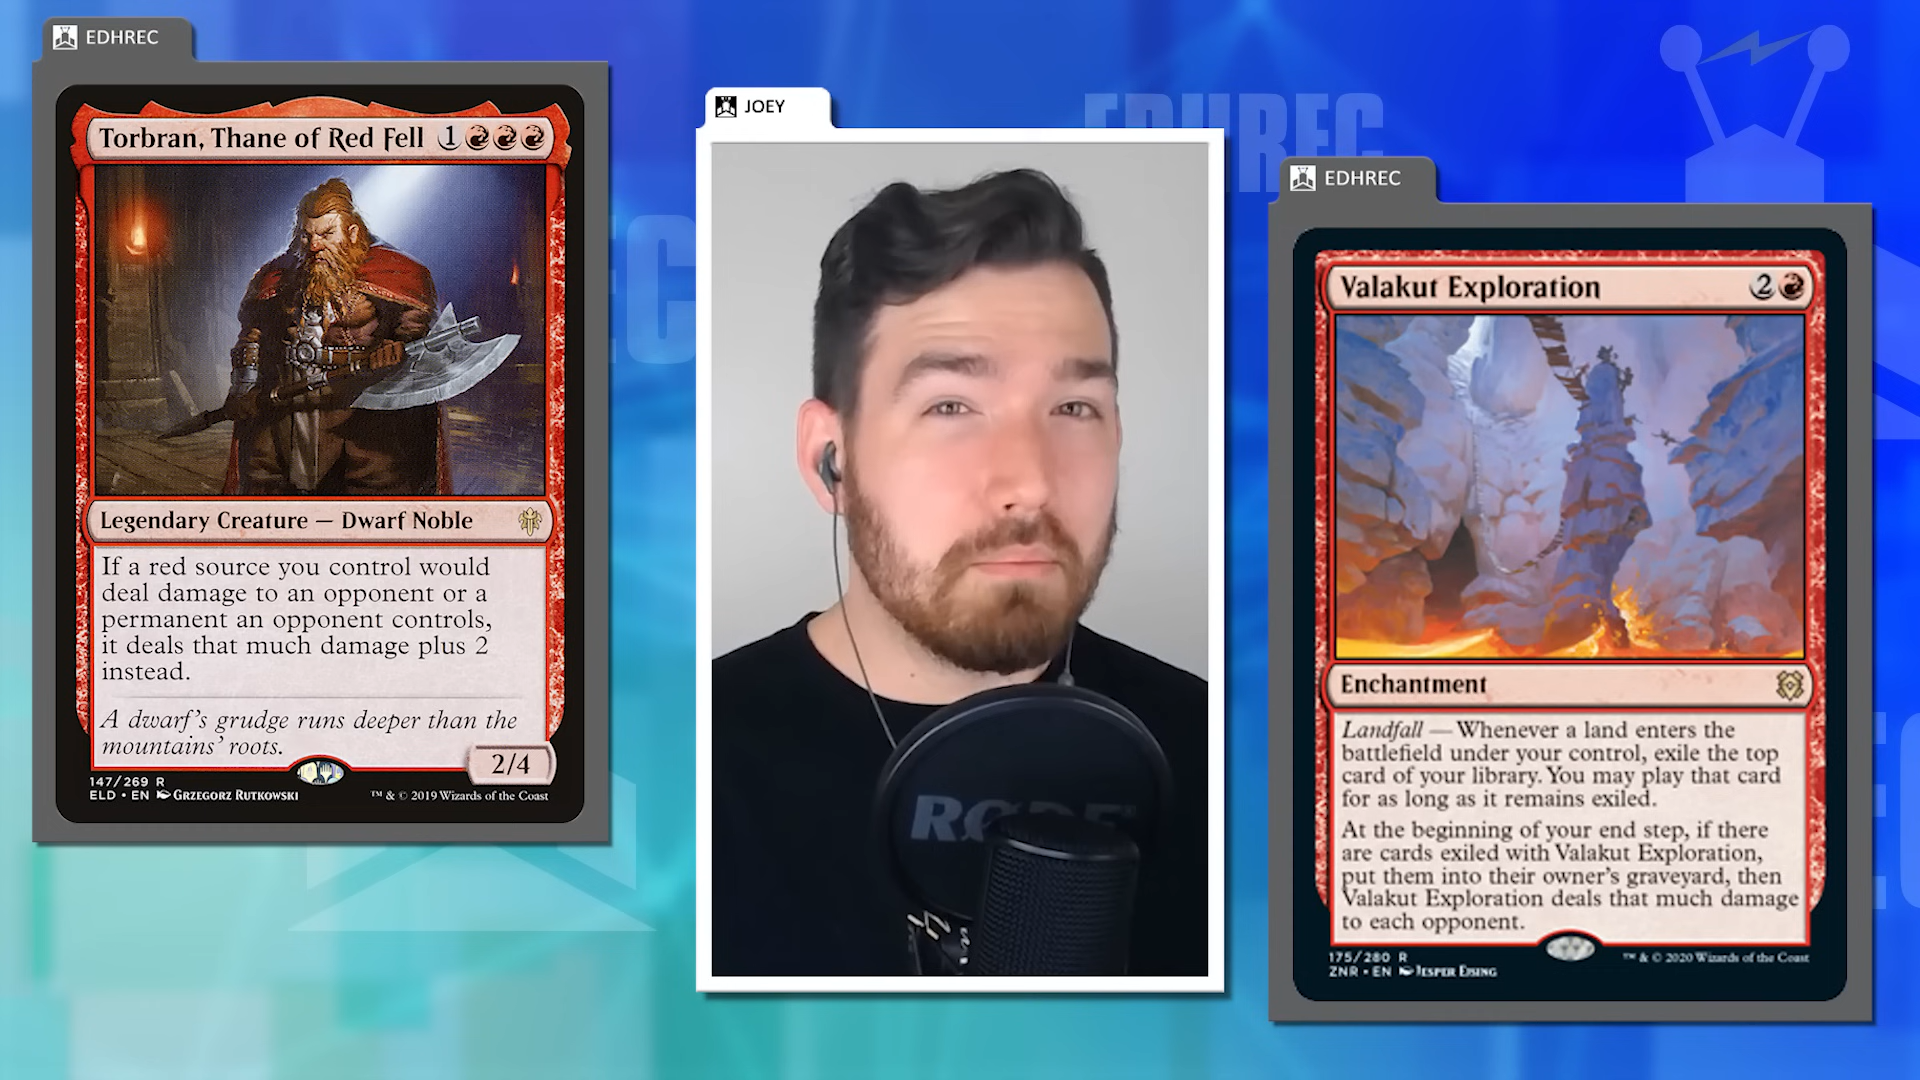 EDHREC
Torbran, Thane of Red Fell 1
Legendary Creature — Dwarf Noble
If a red source you control would
deal damage to an opponent or a
permanent an opponent controls,
it deals that much damage plus 2
instead.
A dwarf's grudge runs deeper than the
mountains' roots.
2/4
147/269 R
ELD • EN Grzegorz Rutkowski
™ & © 2019 Wizards of the Coast
JOEY
RØDE
EDHREC
EDHREC
Valakut Exploration 2
Enchantment
Landfall — Whenever a land enters the
battlefield under your control, exile the top
card of your library. You may play that card
for as long as it remains exiled.
At the beginning of your end step, if there
are cards exiled with Valakut Exploration,
put them into their owner's graveyard, then
Valakut Exploration deals that much damage
to each opponent.
175/280 R
ZNR • EN Jesper Ejsing
™ & © 2020 Wizards of the Coast